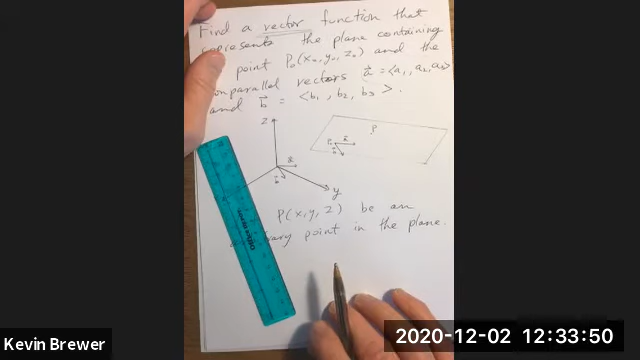 Find a vector function that
represents the plane containing
point P₀(x₀, y₀, z₀) and the
nonparallel vectors a⃗ = <a₁, a₂, a₃>
and b⃗ = <b₁, b₂, b₃>.
z
P
P₀ a⃗
b⃗
a⃗
b⃗
y
P(x, y, z) be an
point in the plane.
Kevin Brewer
2020-12-02 12:33:50